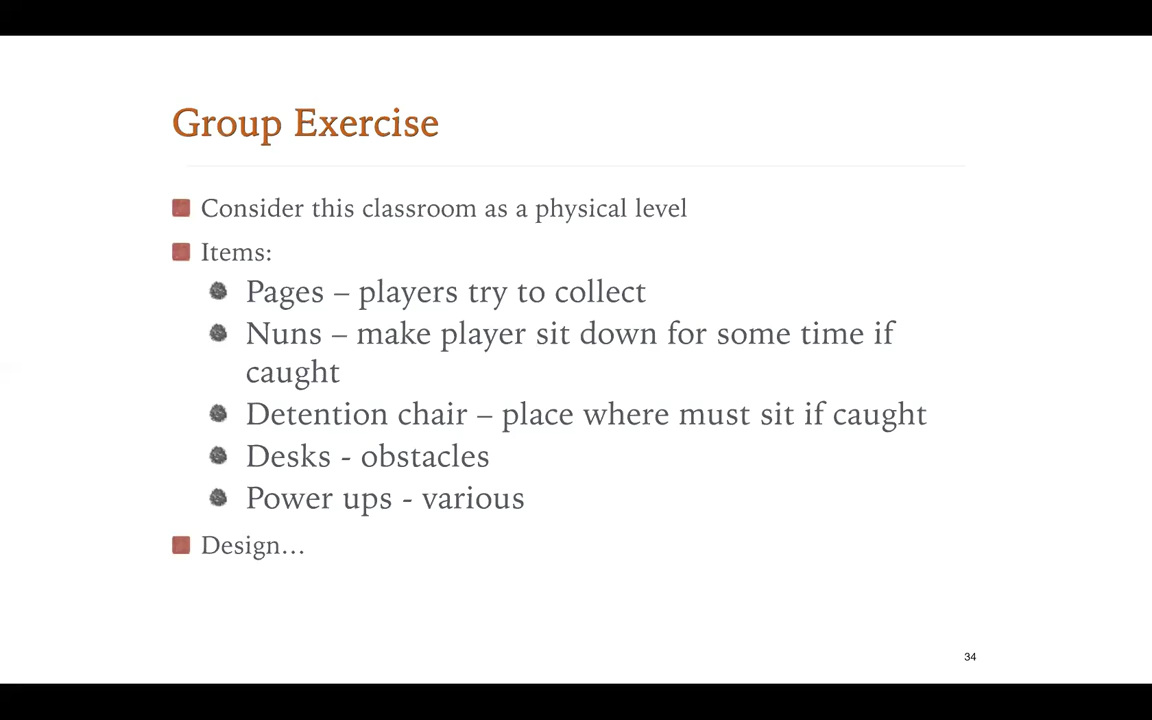 Group Exercise
Consider this classroom as a physical level
Items:
Pages – players try to collect
Nuns – make player sit down for some time if
caught
Detention chair – place where must sit if caught
Desks - obstacles
Power ups - various
Design…
34